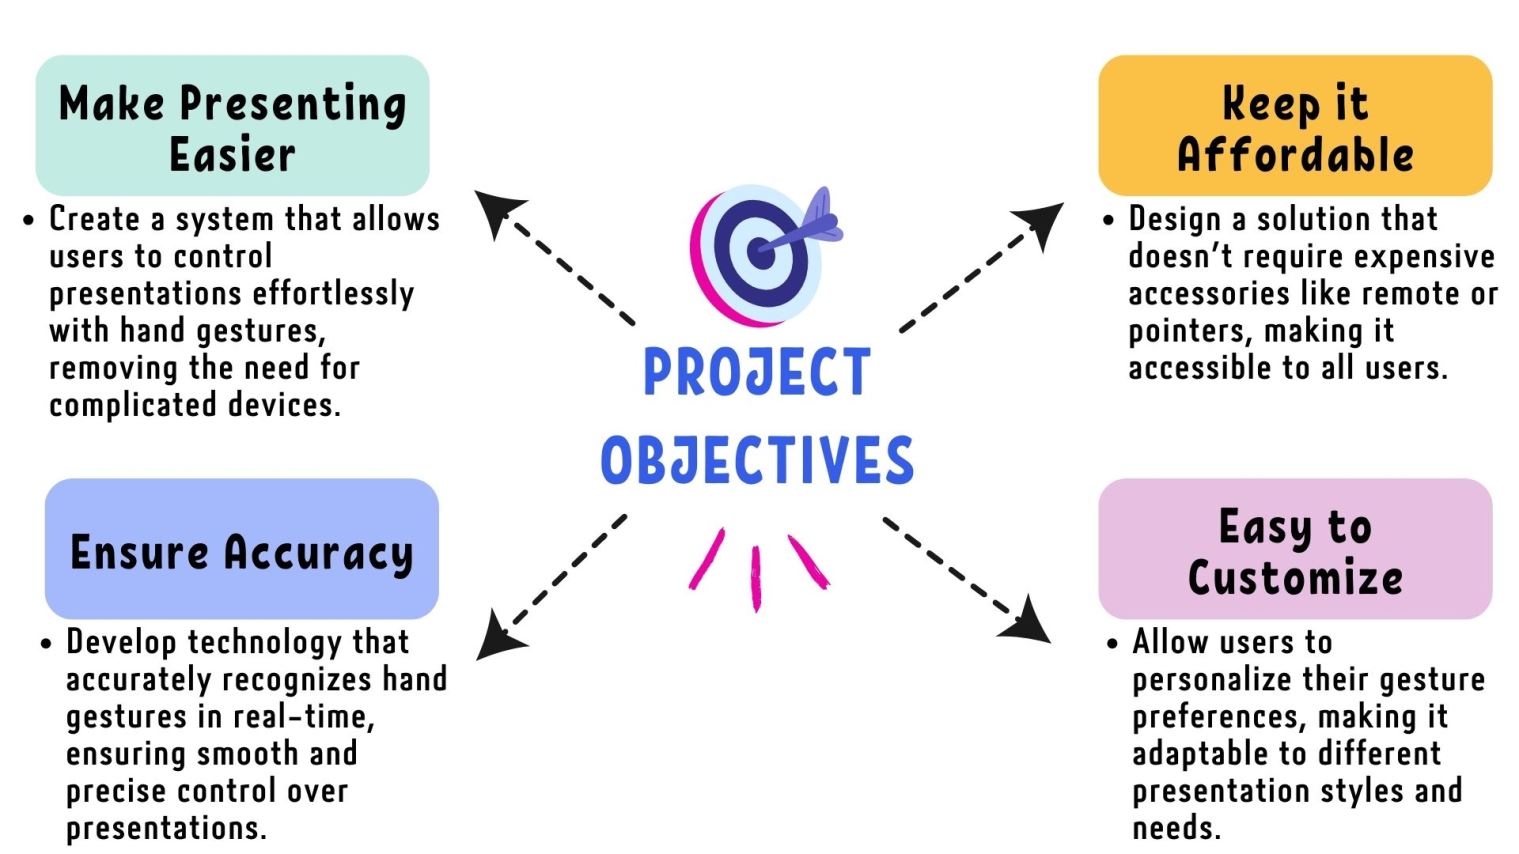 Make Presenting
Easier
• Create a system that allows
users to control
presentations effortlessly
with hand gestures,
removing the need for
complicated devices.
Keep it
Affordable
• Design a solution that
doesn’t require expensive
accessories like remote or
pointers, making it
accessible to all users.
PROJECT
OBJECTIVES
Ensure Accuracy
• Develop technology that
accurately recognizes hand
gestures in real-time,
ensuring smooth and
precise control over
presentations.
Easy to
Customize
• Allow users to
personalize their gesture
preferences, making it
adaptable to different
presentation styles and
needs.